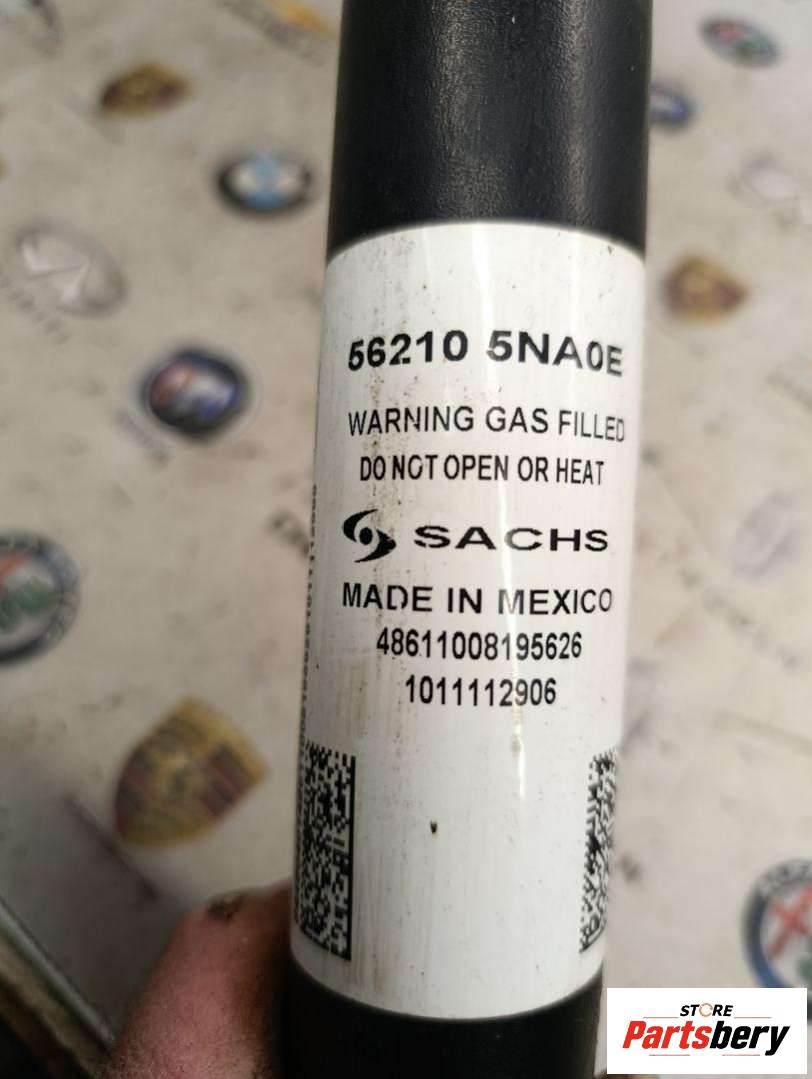 56210 5NA0E
WARNING GAS FILLED
DO NOT OPEN OR HEAT
SACHS
MADE IN MEXICO
48611008195626
1011112906
STORE
Partsbery